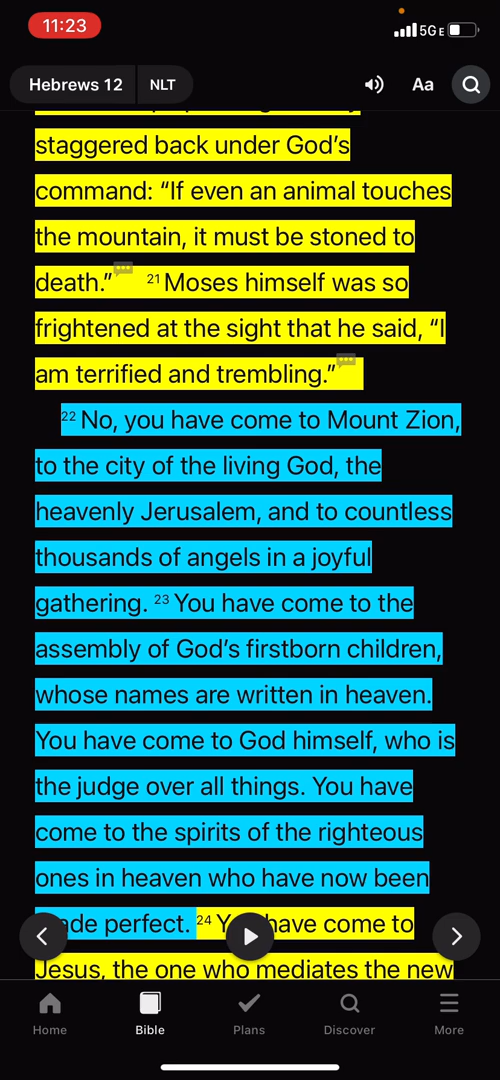 11:23
5G E
Hebrews 12 NLT Aa
staggered back under God’s
command: “If even an animal touches
the mountain, it must be stoned to
death.” 21 Moses himself was so
frightened at the sight that he said, “I
am terrified and trembling.”
22 No, you have come to Mount Zion,
to the city of the living God, the
heavenly Jerusalem, and to countless
thousands of angels in a joyful
gathering. 23 You have come to the
assembly of God’s firstborn children,
whose names are written in heaven.
You have come to God himself, who is
the judge over all things. You have
come to the spirits of the righteous
ones in heaven who have now been
perfect. 24 have come to
Jesus, the one who mediates the new
Home Bible Plans Discover More